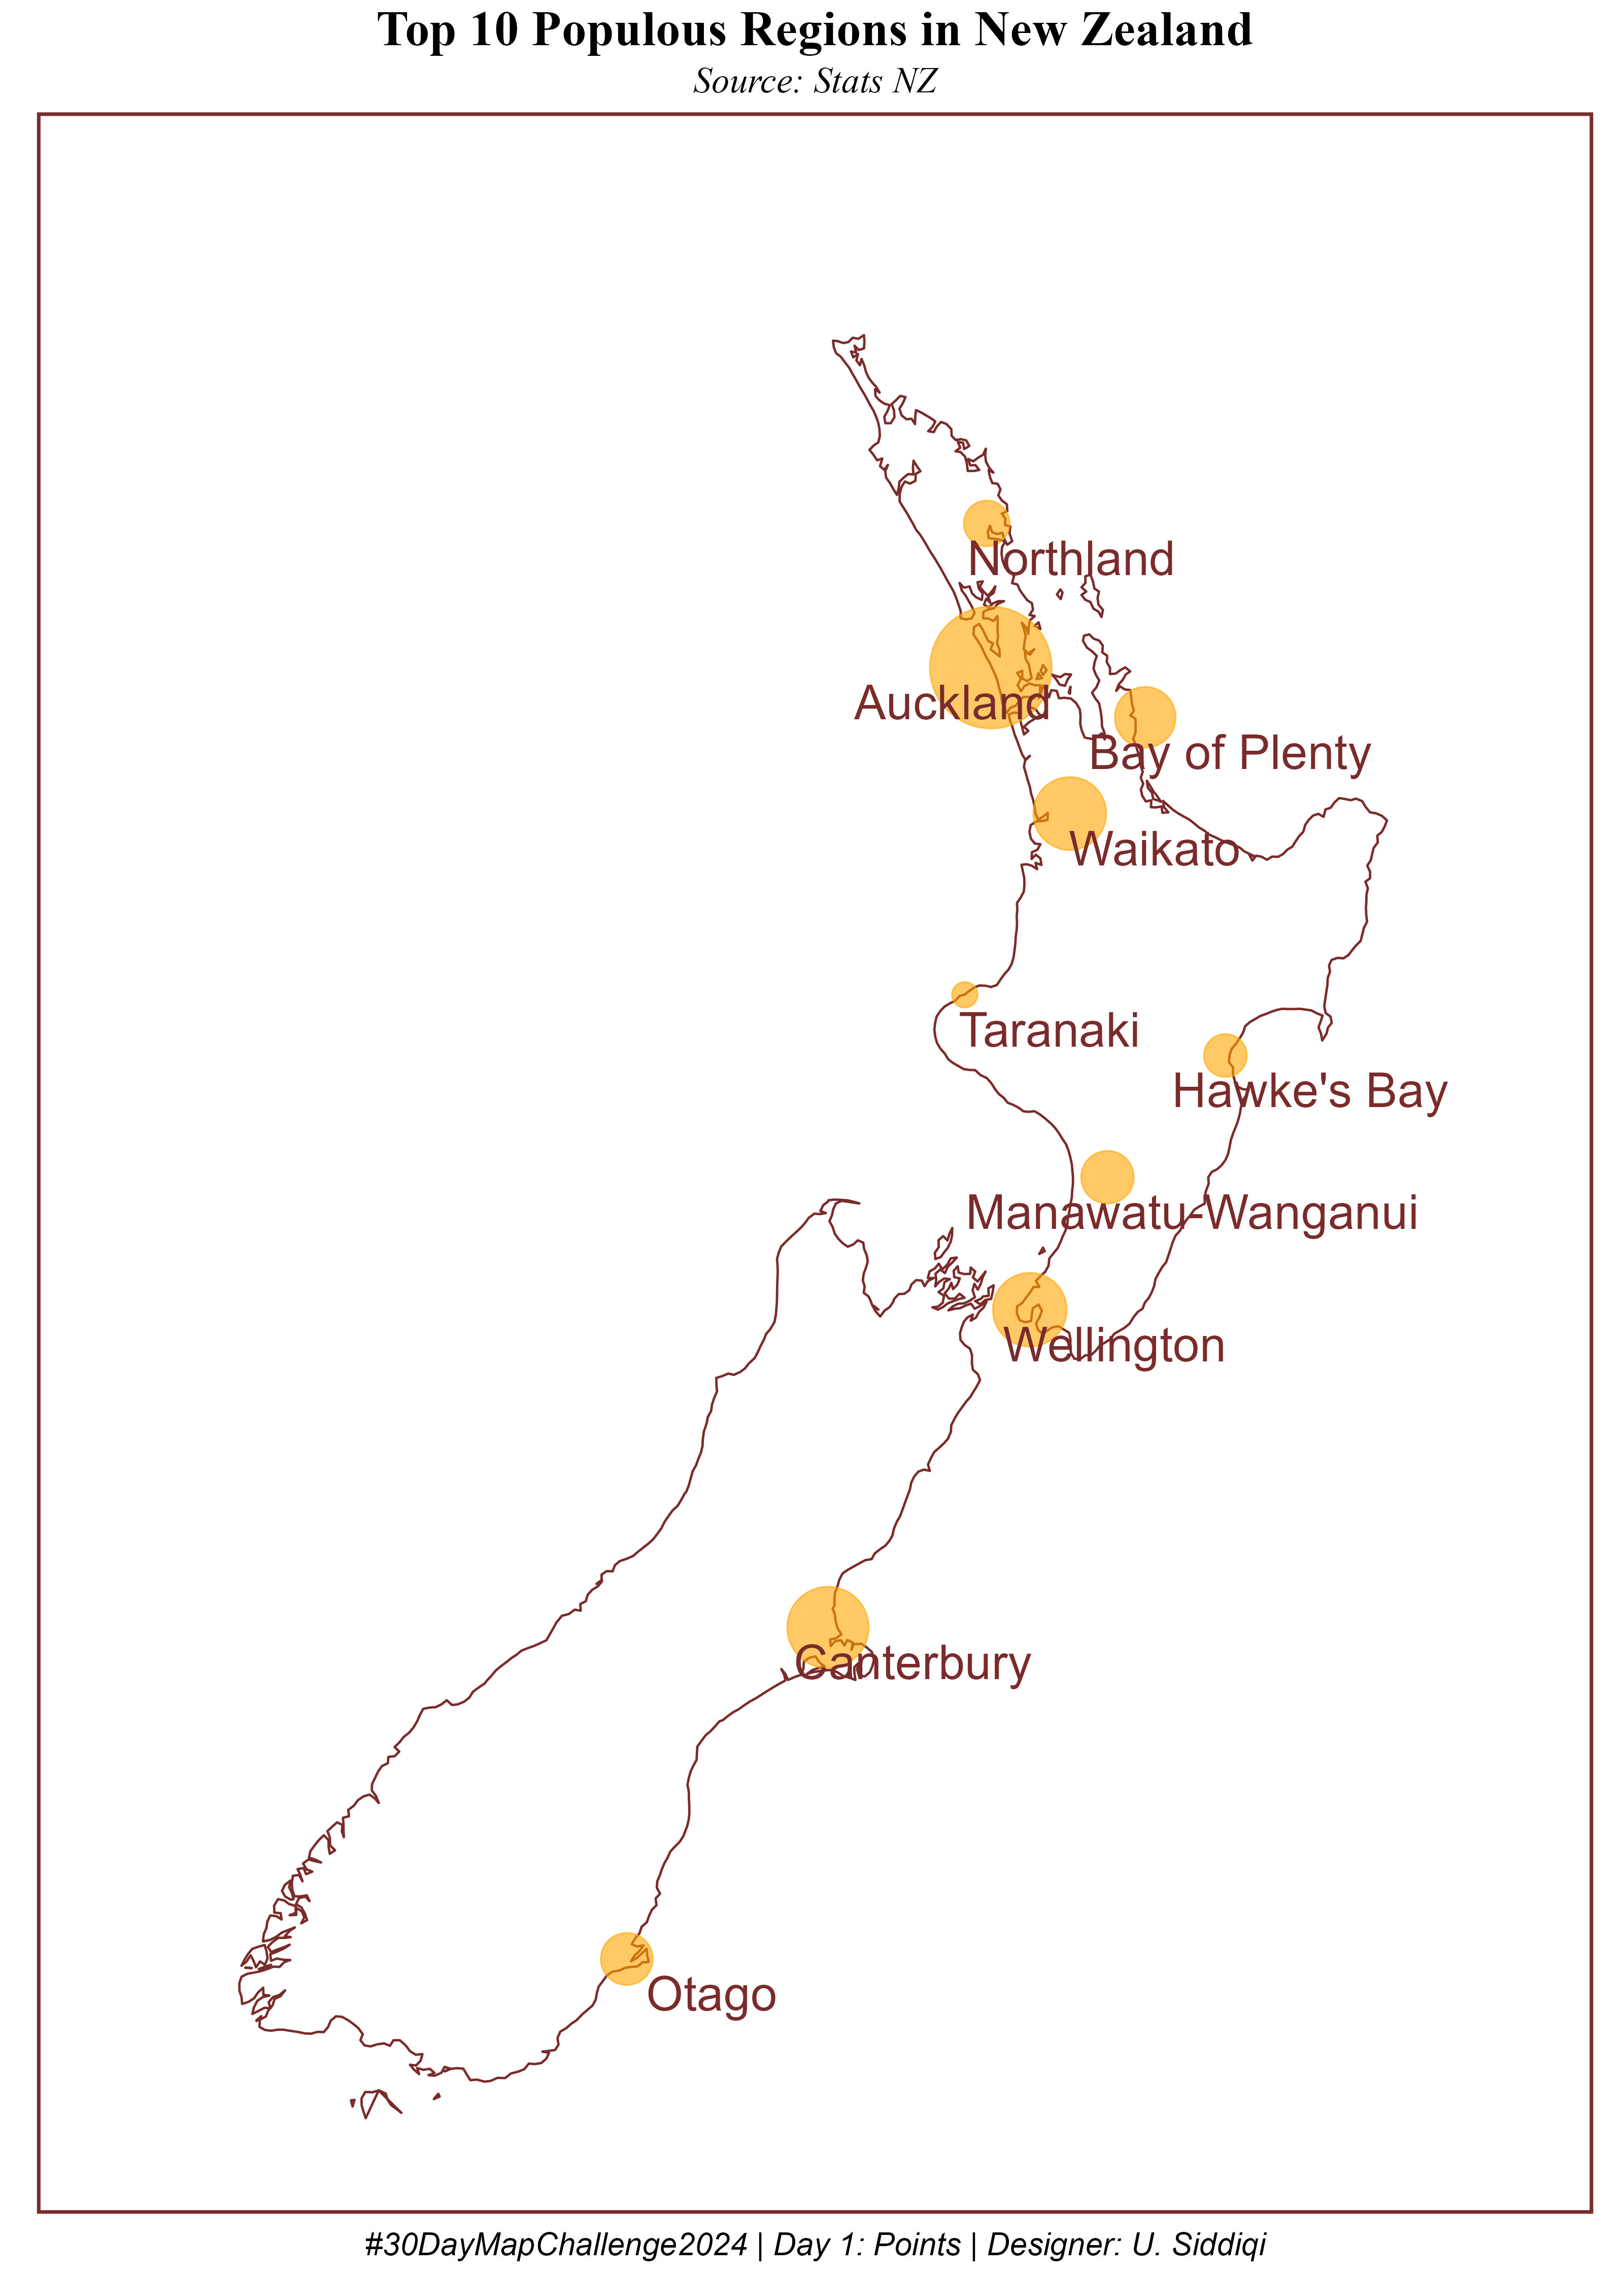 Top 10 Populous Regions in New Zealand
Source: Stats NZ
Northland
Auckland
Bay of Plenty
Waikato
Taranaki
Hawke's Bay
Manawatu-Wanganui
Wellington
Canterbury
Otago
#30DayMapChallenge2024 | Day 1: Points | Designer: U. Siddiqi